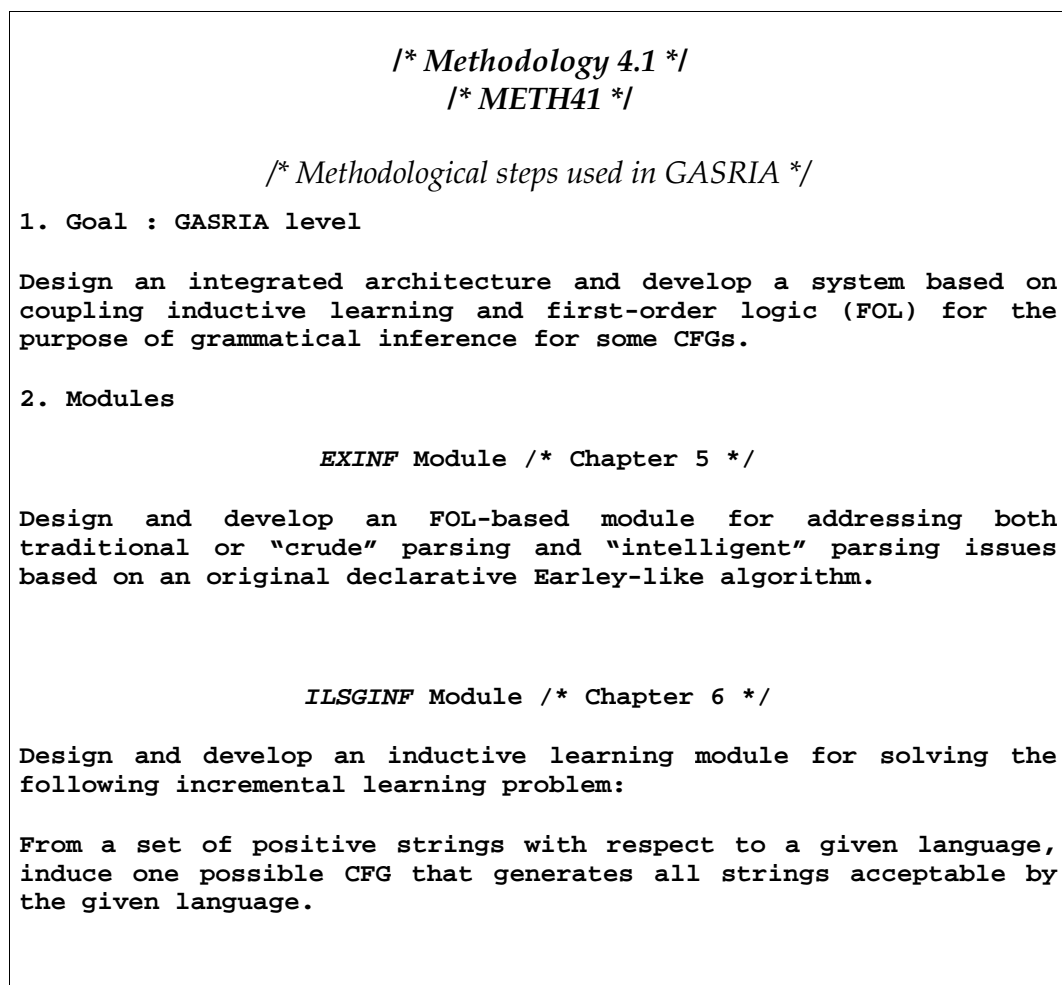 /* Methodology 4.1 */
/* METH41 */
/* Methodological steps used in GASRIA */
1. Goal : GASRIA level
Design an integrated architecture and develop a system based on
coupling inductive learning and first-order logic (FOL) for the
purpose of grammatical inference for some CFGs.
2. Modules
EXINF Module /* Chapter 5 */
Design and develop an FOL-based module for addressing both
traditional or “crude” parsing and “intelligent” parsing issues
based on an original declarative Earley-like algorithm.
ILSGINF Module /* Chapter 6 */
Design and develop an inductive learning module for solving the
following incremental learning problem:
From a set of positive strings with respect to a given language,
induce one possible CFG that generates all strings acceptable by
the given language.